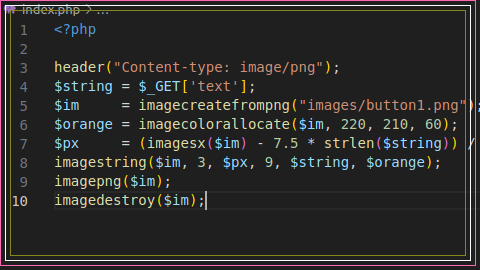 index.php > ...
1 <?php
2
3 header("Content-type: image/png");
4 $string = $_GET['text'];
5 $im     = imagecreatefrompng("images/button1.png");
6 $orange = imagecolorallocate($im, 220, 210, 60);
7 $px     = (imagesx($im) - 7.5 * strlen($string)) /
8 imagestring($im, 3, $px, 9, $string, $orange);
9 imagepng($im);
10 imagedestroy($im);